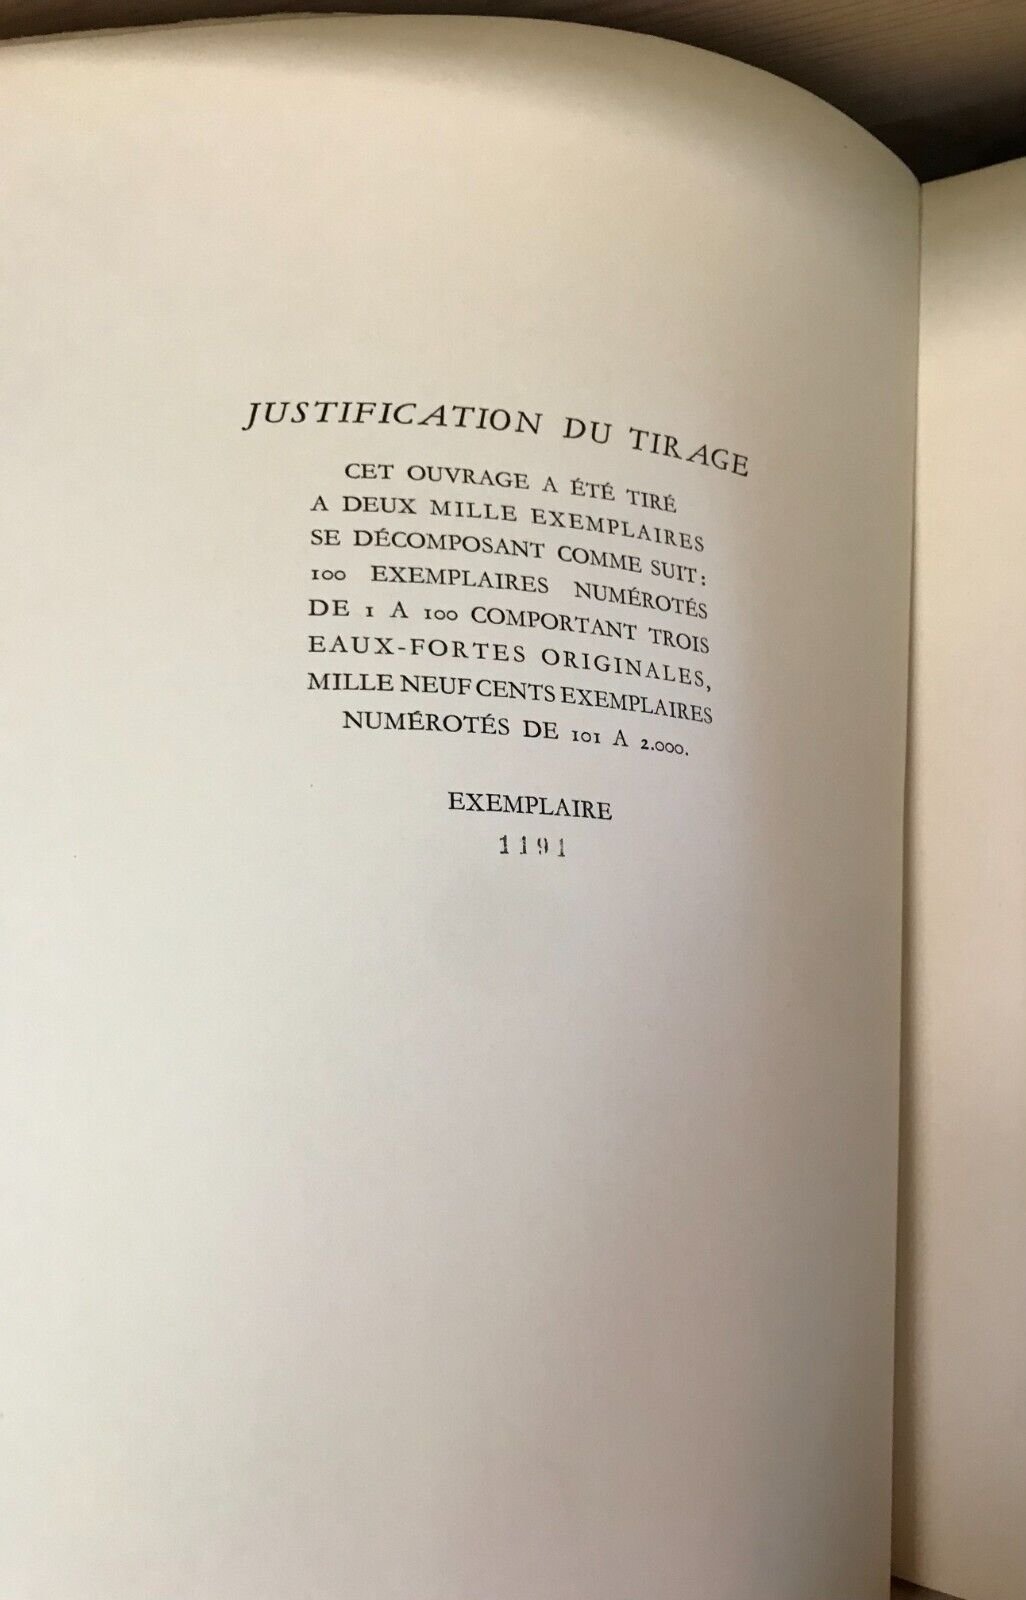 JUSTIFICATION DU TIRAGE
CET OUVRAGE A ÉTÉ TIRÉ
A DEUX MILLE EXEMPLAIRES
SE DÉCOMPOSANT COMME SUIT:
100 EXEMPLAIRES NUMÉROTÉS
DE 1 A 100 COMPORTANT TROIS
EAUX-FORTES ORIGINALES,
MILLE NEUF CENTS EXEMPLAIRES
NUMÉROTÉS DE 101 A 2.000.
EXEMPLAIRE
1191